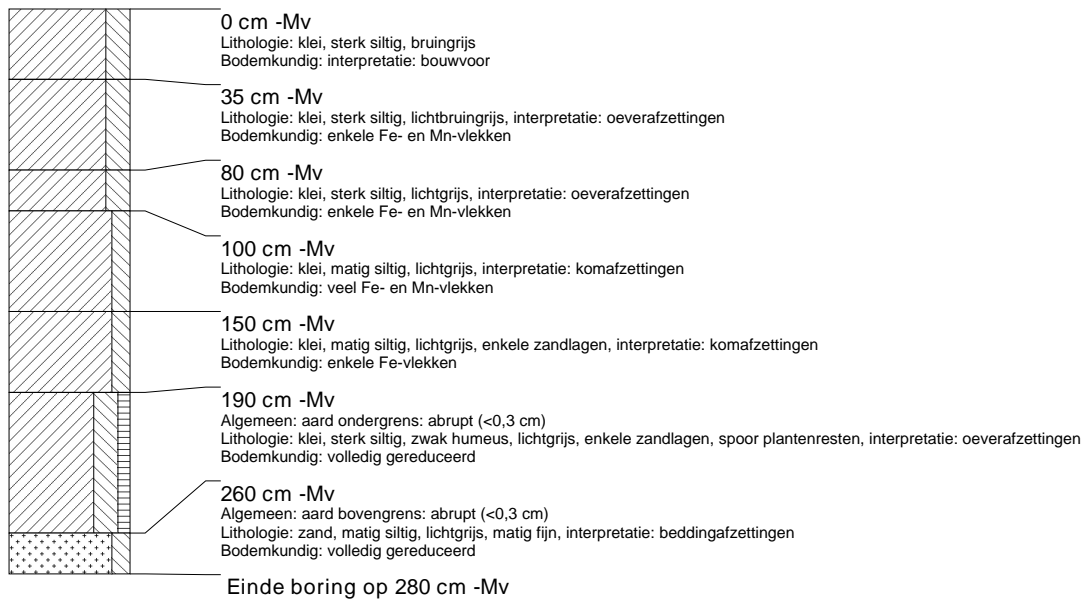 0 cm -Mv
Lithologie: klei, sterk siltig, bruingrijs
Bodemkundig: interpretatie: bouwvoor
35 cm -Mv
Lithologie: klei, sterk siltig, lichtbruingrijs, interpretatie: oeverafzettingen
Bodemkundig: enkele Fe- en Mn-vlekken
80 cm -Mv
Lithologie: klei, sterk siltig, lichtgrijs, interpretatie: oeverafzettingen
Bodemkundig: enkele Fe- en Mn-vlekken
100 cm -Mv
Lithologie: klei, matig siltig, lichtgrijs, interpretatie: komafzettingen
Bodemkundig: veel Fe- en Mn-vlekken
150 cm -Mv
Lithologie: klei, matig siltig, lichtgrijs, enkele zandlagen, interpretatie: komafzettingen
Bodemkundig: enkele Fe-vlekken
190 cm -Mv
Algemeen: aard ondergrens: abrupt (<0,3 cm)
Lithologie: klei, sterk siltig, zwak humeus, lichtgrijs, enkele zandlagen, spoor plantenresten, interpretatie: oeverafzettingen
Bodemkundig: volledig gereduceerd
260 cm -Mv
Algemeen: aard bovengrens: abrupt (<0,3 cm)
Lithologie: zand, matig siltig, lichtgrijs, matig fijn, interpretatie: beddingafzettingen
Bodemkundig: volledig gereduceerd
Einde boring op 280 cm -Mv